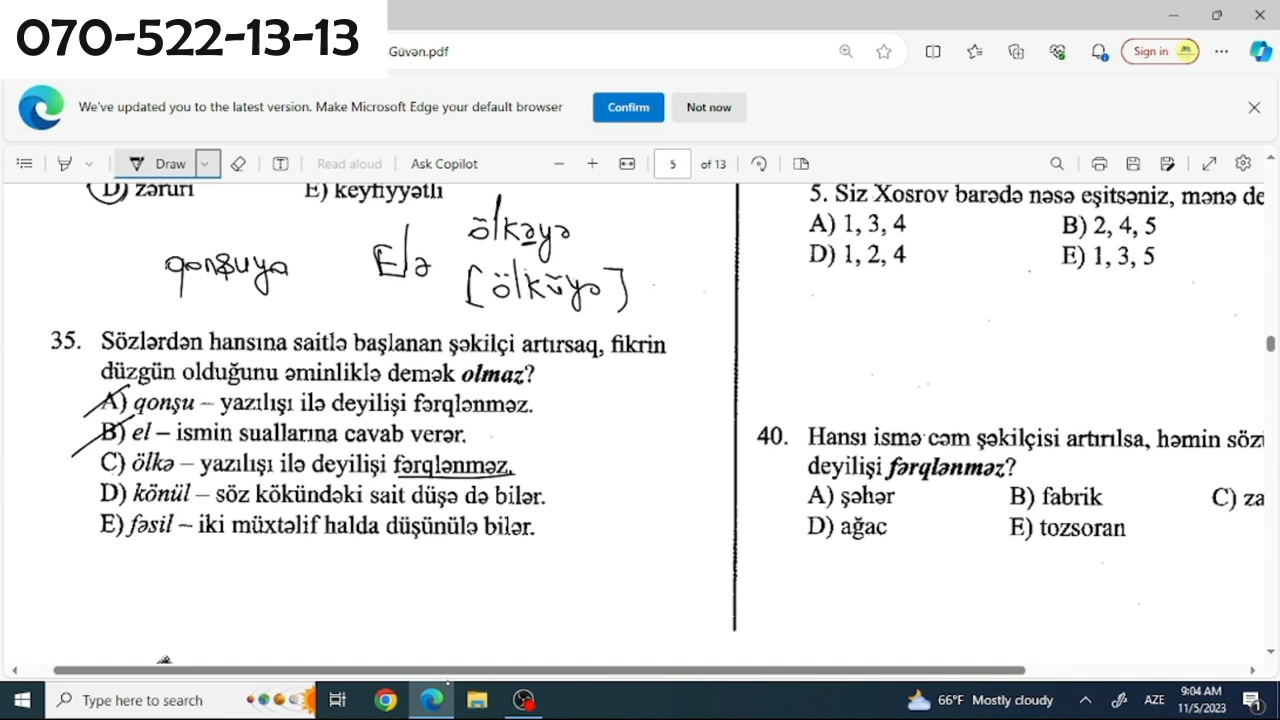 070-522-13-13
Güvən.pdf
Sign in
We've updated you to the latest version. Make Microsoft Edge your default browser
Confirm
Not now
Draw
Read aloud
Ask Copilot
5
of 13
D) zəruri E) keyfiyyətli
qonşuya Elə ölkəyə
[ölküyə]
35. Sözlərdən hansına saitlə başlanan şəkilçi artırsaq, fikrin
düzgün olduğunu əminliklə demək olmaz?
A) qonşu – yazılışı ilə deyilişi fərqlənməz.
B) el – ismin suallarına cavab verər.
C) ölkə – yazılışı ilə deyilişi fərqlənməz.
D) könül – söz kökündəki sait düşə də bilər.
E) fəsil – iki müxtəlif halda düşünülə bilər.
5. Siz Xosrov barədə nəsə eşitsəniz, mənə de
A) 1, 3, 4 B) 2, 4, 5
D) 1, 2, 4 E) 1, 3, 5
40. Hansı ismə cəm şəkilçisi artırılsa, həmin söz
deyilişi fərqlənməz?
A) şəhər B) fabrik C) za
D) ağac E) tozsoran
Type here to search
66°F Mostly cloudy
AZE
9:04 AM
11/5/2023
1